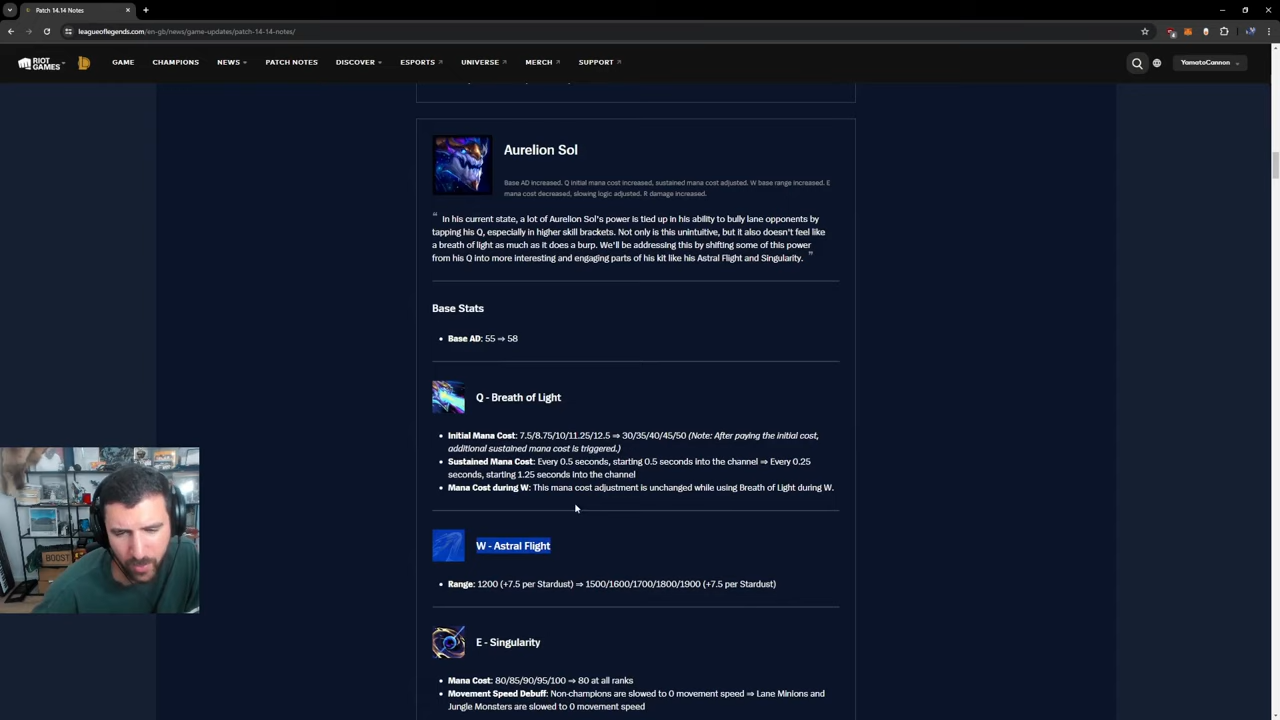 Patch 14.14 Notes
leagueoflegends.com/en-gb/news/game-updates/patch-14-14-notes/
RIOT GAMES GAME CHAMPIONS NEWS PATCH NOTES DISCOVER ESPORTS UNIVERSE MERCH SUPPORT YamatoCannon
Aurelion Sol
Base AD increased. Q initial mana cost increased, sustained mana cost adjusted. W base range increased. E
mana cost decreased, slowing logic adjusted. R damage increased.
" In his current state, a lot of Aurelion Sol's power is tied up in his ability to bully lane opponents by
tapping his Q, especially in higher skill brackets. Not only is this unintuitive, but it also doesn't feel like
a breath of light as much as it does a burp. We'll be addressing this by shifting some of this power
from his Q into more interesting and engaging parts of his kit like his Astral Flight and Singularity. "
Base Stats
• Base AD: 55 ⇒ 58
Q - Breath of Light
• Initial Mana Cost: 7.5/8.75/10/11.25/12.5 ⇒ 30/35/40/45/50 (Note: After paying the initial cost,
additional sustained mana cost is triggered.)
• Sustained Mana Cost: Every 0.5 seconds, starting 0.5 seconds into the channel ⇒ Every 0.25
seconds, starting 1.25 seconds into the channel
• Mana Cost during W: This mana cost adjustment is unchanged while using Breath of Light during W.
BOOST
W - Astral Flight
• Range: 1200 (+7.5 per Stardust) ⇒ 1500/1600/1700/1800/1900 (+7.5 per Stardust)
E - Singularity
• Mana Cost: 80/85/90/95/100 ⇒ 80 at all ranks
• Movement Speed Debuff: Non-champions are slowed to 0 movement speed ⇒ Lane Minions and
Jungle Monsters are slowed to 0 movement speed